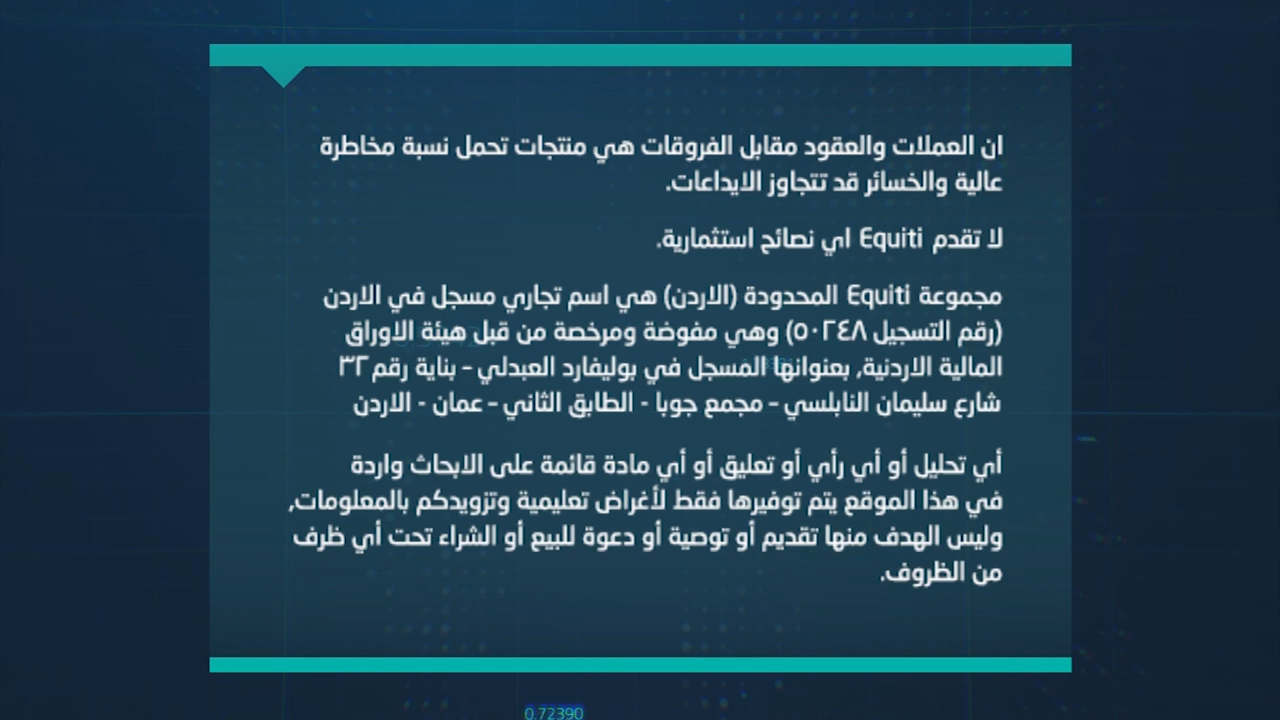 ان العملات والعقود مقابل الفروقات هي منتجات تحمل نسبة مخاطرة
عالية والخسائر قد تتجاوز الايداعات.
لا تقدم Equiti اي نصائح استثمارية.
مجموعة Equiti المحدودة (الاردن) هي اسم تجاري مسجل في الاردن
(رقم التسجيل ٥٠٢٤٨) وهي مفوضة ومرخصة من قبل هيئة الاوراق
المالية الاردنية, بعنوانها المسجل في بوليفارد العبدلي – بناية رقم ٣٢
شارع سليمان النابلسي – مجمع جوبا - الطابق الثاني – عمان - الاردن
أي تحليل أو أي رأي أو تعليق أو أي مادة قائمة على الابحاث واردة
في هذا الموقع يتم توفيرها فقط لأغراض تعليمية وتزويدكم بالمعلومات,
وليس الهدف منها تقديم أو توصية أو دعوة للبيع أو الشراء تحت أي ظرف
من الظروف.
0.72390